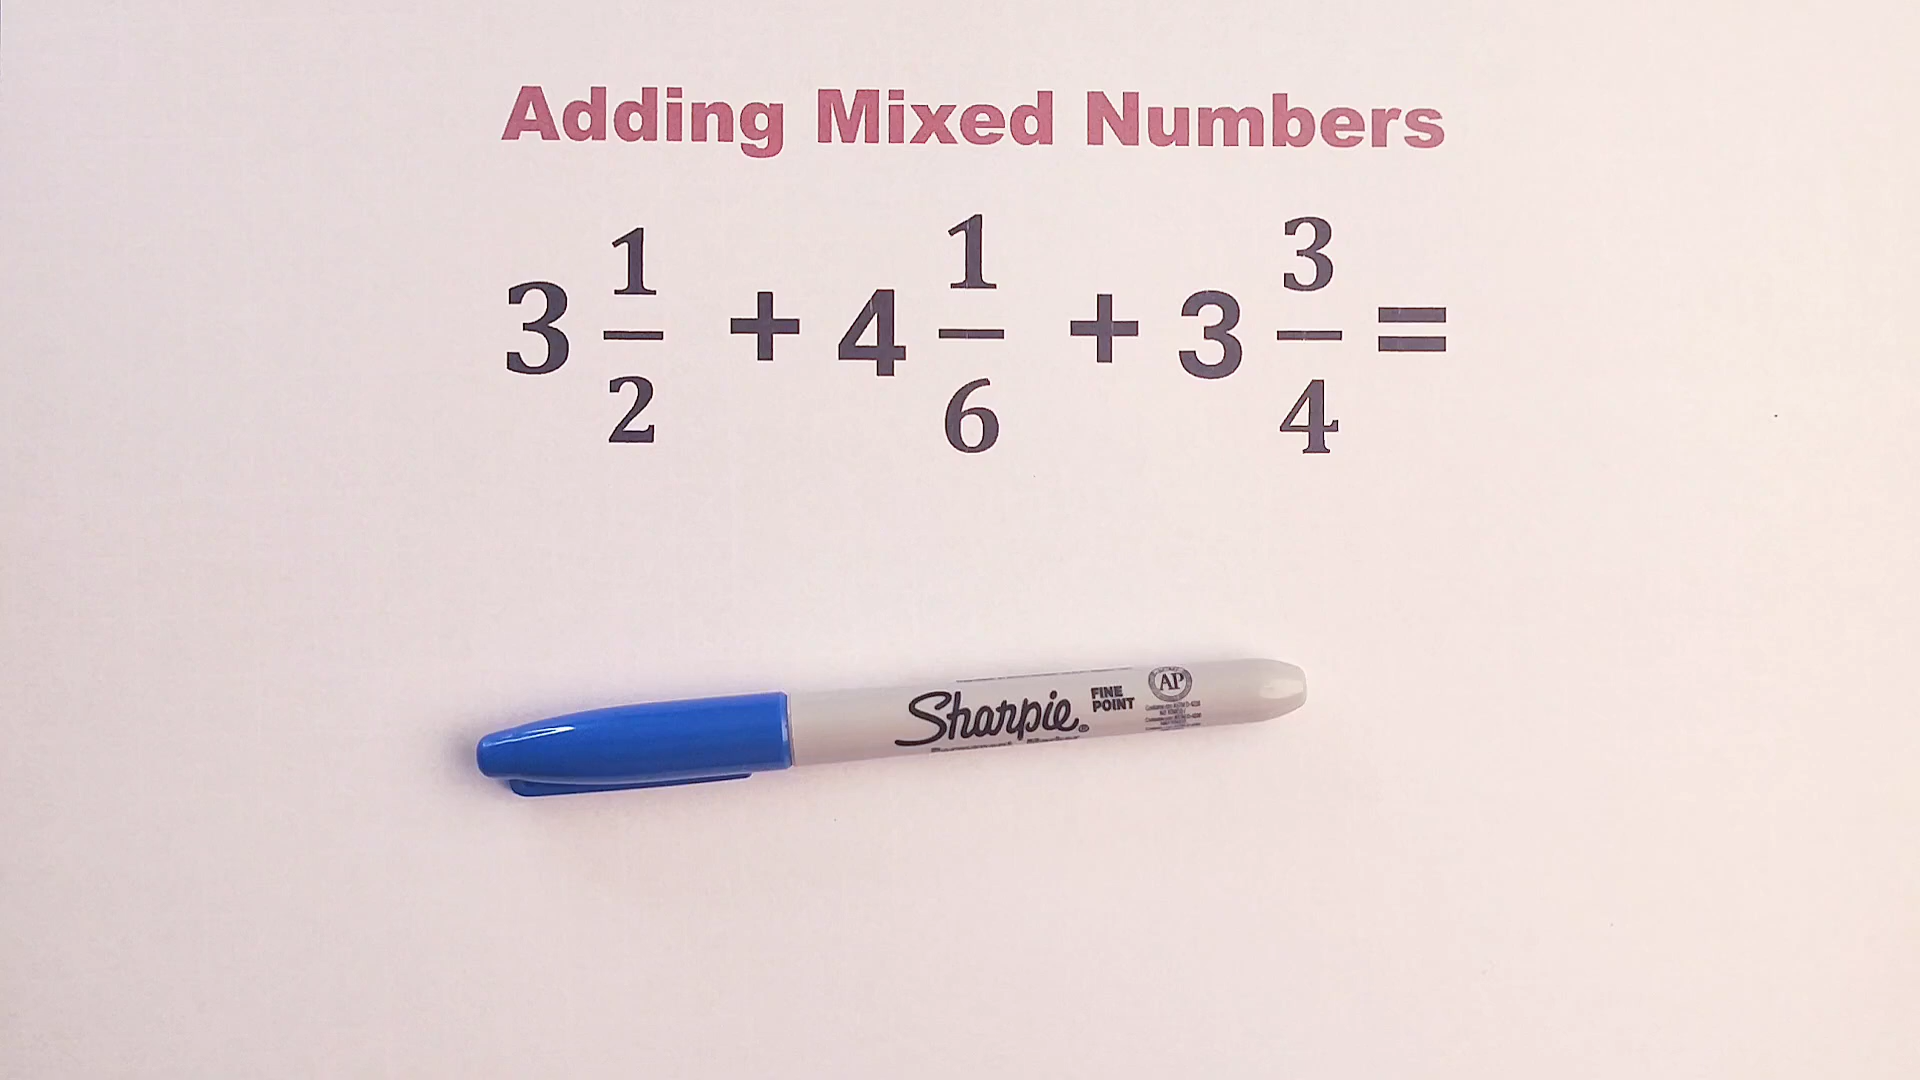 Adding Mixed Numbers
3 1/2 + 4 1/6 + 3 3/4 =
Sharpie®
FINE
POINT
AP